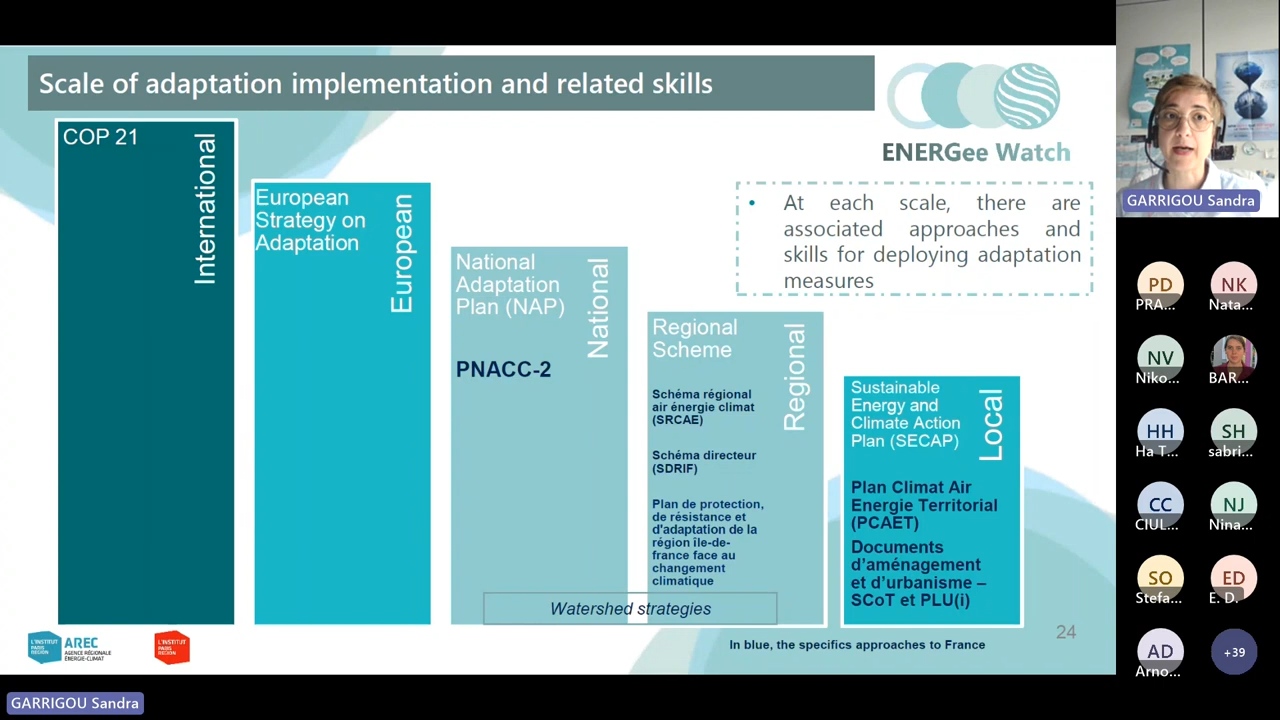 Scale of adaptation implementation and related skills
ENERGee Watch
COP 21
International
European
Strategy on
Adaptation
European
National
Adaptation
Plan (NAP)
National
PNACC-2
Regional
Scheme
Regional
Schéma régional
air énergie climat
(SRCAE)
Schéma directeur
(SDRIF)
Plan de protection,
de résistance et
d'adaptation de la
région île-de-
france face au
changement
climatique
Sustainable
Energy and
Climate Action
Plan (SECAP)
Local
Plan Climat Air
Energie Territorial
(PCAET)
Documents
d’aménagement
et d’urbanisme –
SCoT et PLU(i)
• At each scale, there are
associated approaches and
skills for deploying adaptation
measures
Watershed strategies
In blue, the specifics approaches to France
24
L'INSTITUT
PARIS
REGION
AREC
AGENCE RÉGIONALE
ÉNERGIE-CLIMAT
L'INSTITUT
PARIS
REGION
GARRIGOU Sandra
GARRIGOU Sandra
PD
PRA...
NK
Nata...
NV
Niko...
BAR...
HH
Ha T...
SH
sabri...
CC
CIUL...
NJ
Nina...
SO
Stefa...
ED
E. D.
AD
Arno...
+39